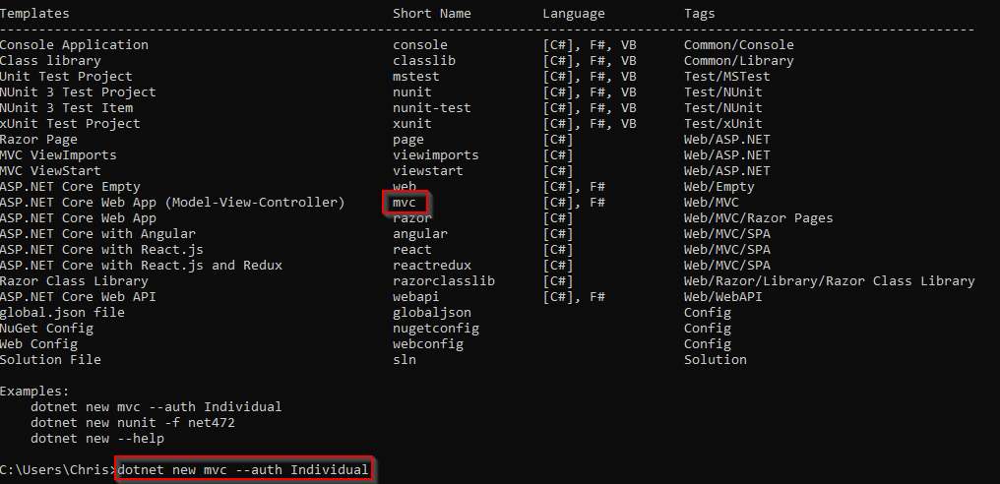 Templates Short Name Language Tags
----------------------------------------------------------------------------------------------------------------------------
Console Application console [C#], F#, VB Common/Console
Class library classlib [C#], F#, VB Common/Library
Unit Test Project mstest [C#], F#, VB Test/MSTest
NUnit 3 Test Project nunit [C#], F#, VB Test/NUnit
NUnit 3 Test Item nunit-test [C#], F#, VB Test/NUnit
xUnit Test Project xunit [C#], F#, VB Test/xUnit
Razor Page page [C#] Web/ASP.NET
MVC ViewImports viewimports [C#] Web/ASP.NET
MVC ViewStart viewstart [C#] Web/ASP.NET
ASP.NET Core Empty web [C#], F# Web/Empty
ASP.NET Core Web App (Model-View-Controller) mvc [C#], F# Web/MVC
ASP.NET Core Web App razor [C#] Web/MVC/Razor Pages
ASP.NET Core with Angular angular [C#] Web/MVC/SPA
ASP.NET Core with React.js react [C#] Web/MVC/SPA
ASP.NET Core with React.js and Redux reactredux [C#] Web/MVC/SPA
Razor Class Library razorclasslib [C#] Web/Razor/Library/Razor Class Library
ASP.NET Core Web API webapi [C#], F# Web/WebAPI
global.json file globaljson Config
NuGet Config nugetconfig Config
Web Config webconfig Config
Solution File sln Solution
Examples:
dotnet new mvc --auth Individual
dotnet new nunit -f net472
dotnet new --help
C:\Users\Chris>dotnet new mvc --auth Individual